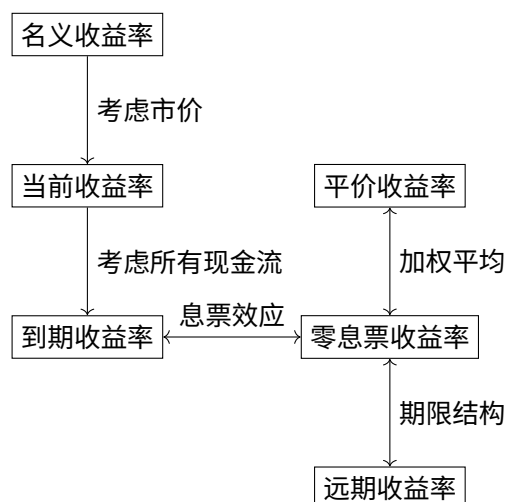 名义收益率
考虑市价
当前收益率
平价收益率
考虑所有现金流
加权平均
到期收益率
息票效应
零息票收益率
期限结构
远期收益率